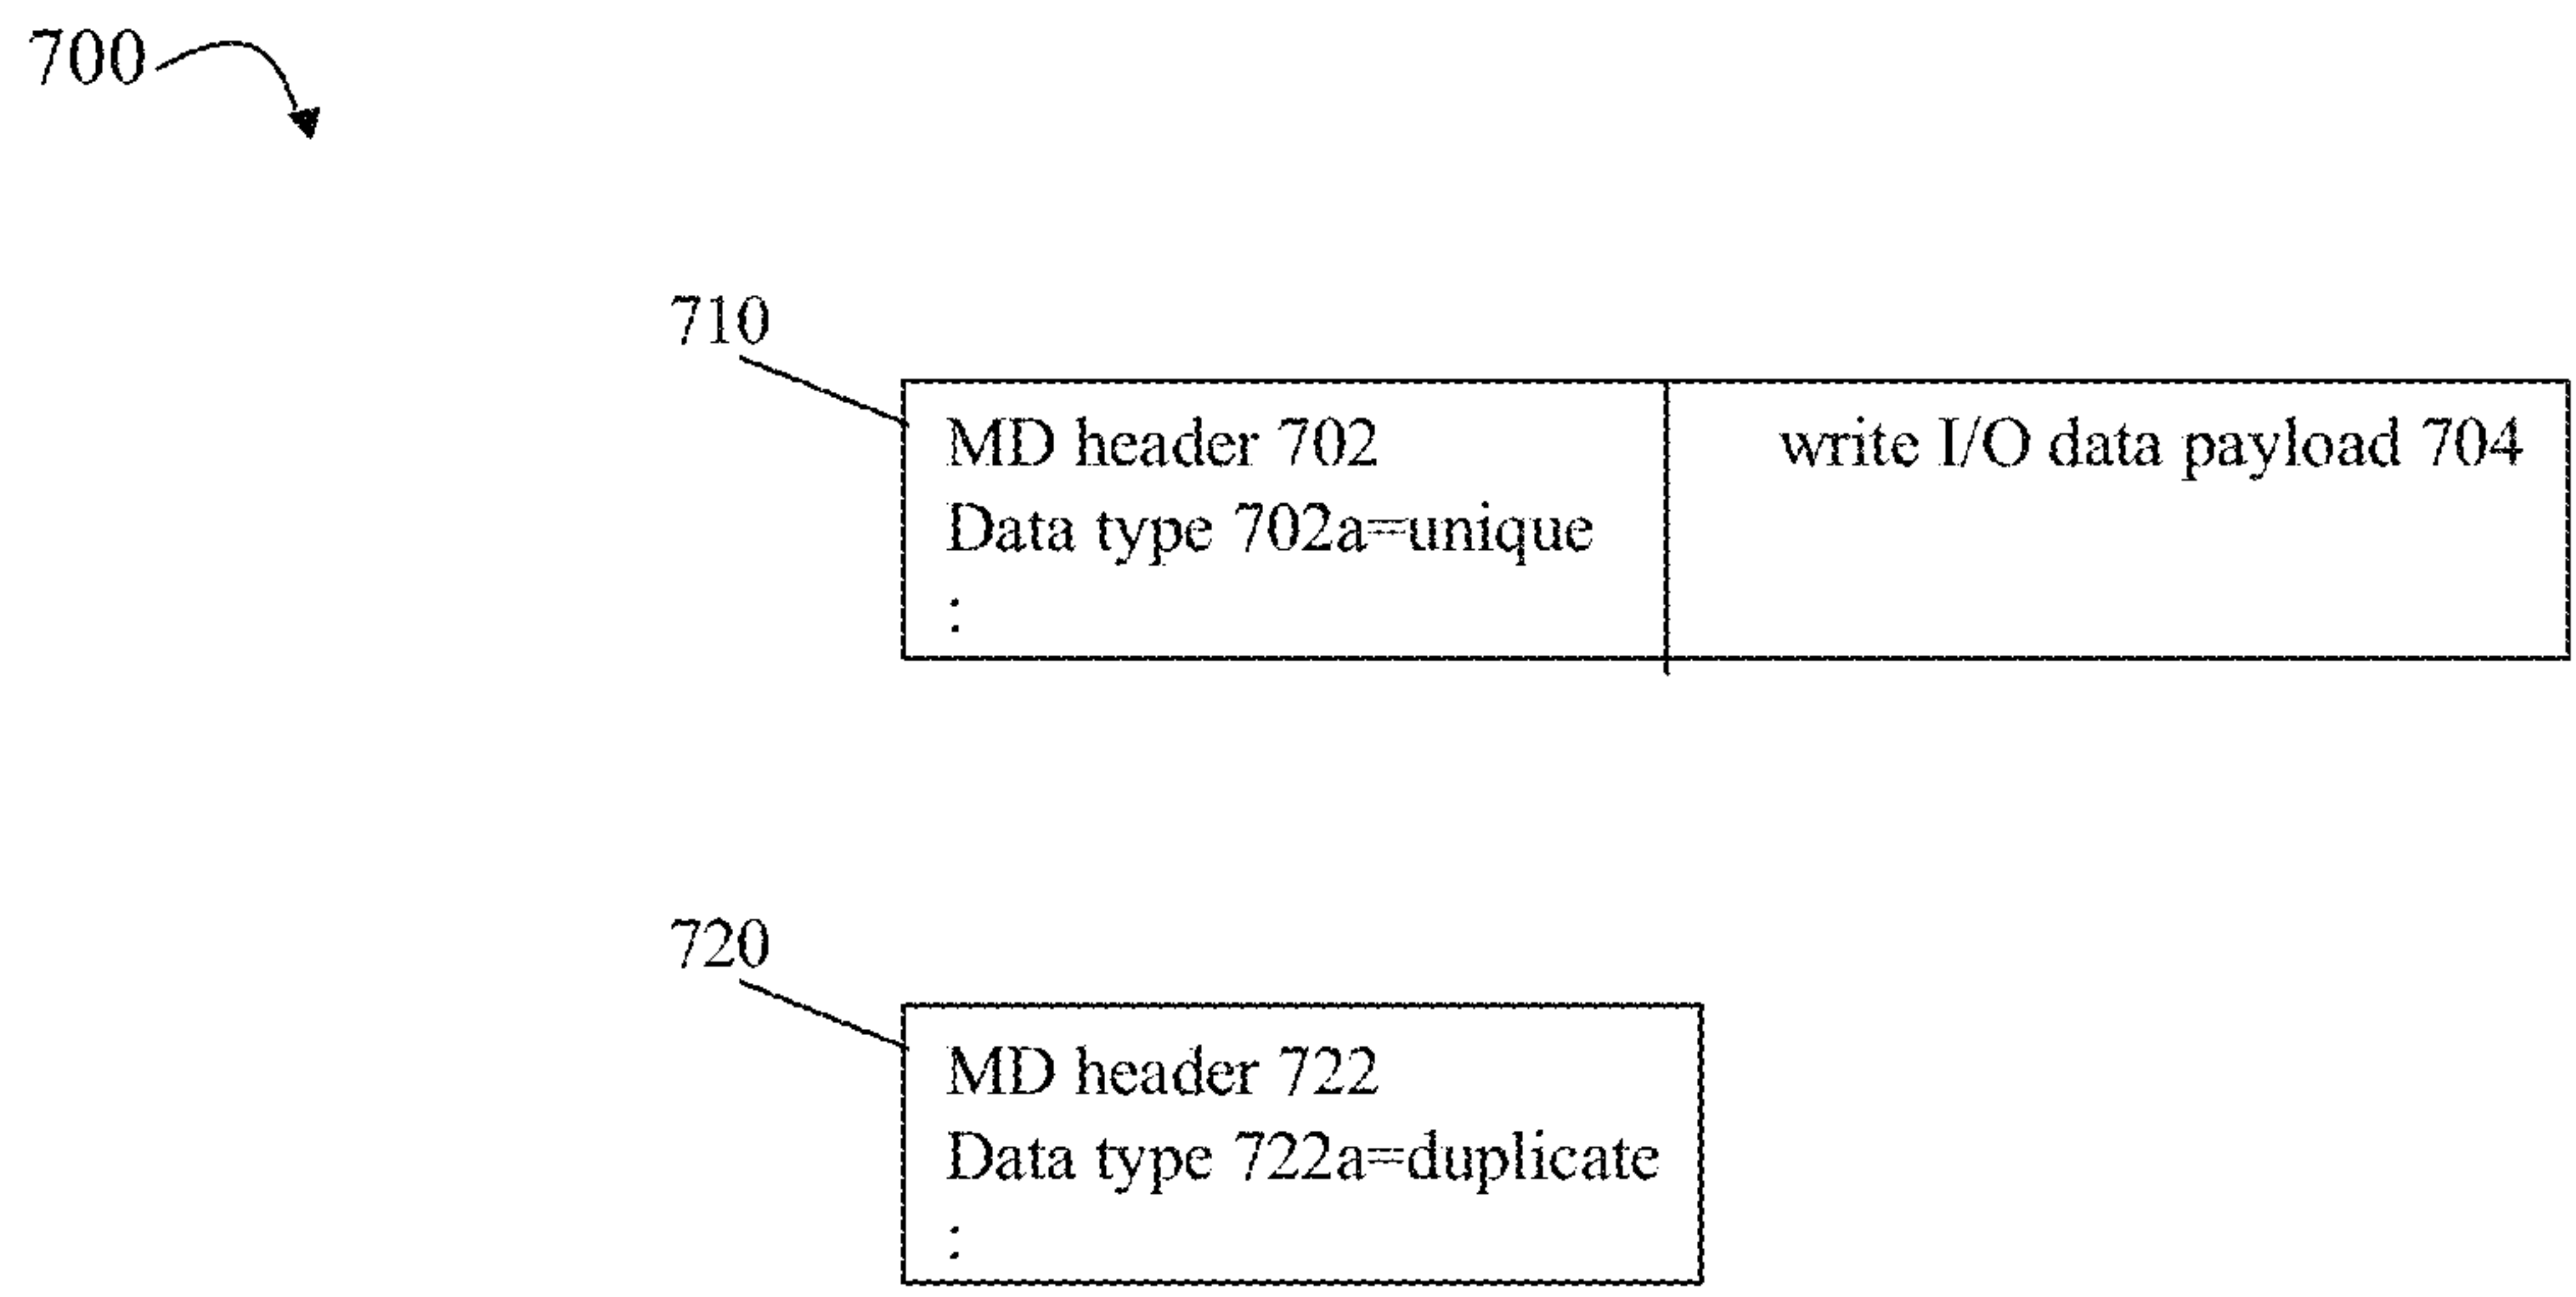 700
710
MD header 702
write I/O data payload 704
Data type 702a=unique
:
720
MD header 722
Data type 722a=duplicate
: